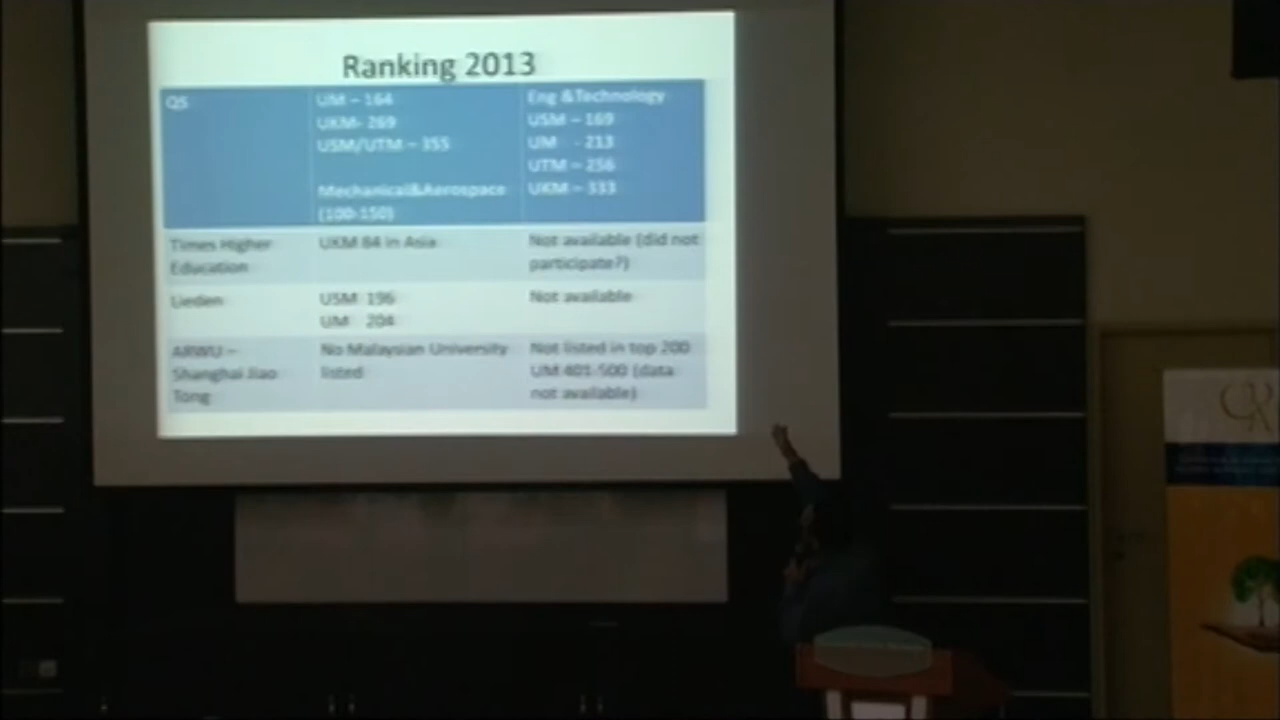 Ranking 2013
QS
UM – 164
UKM- 269
USM/UTM – 355
Mechanical&Aerospace
(100-150)
Eng &Technology
USM – 169
UM - 213
UTM – 256
UKM – 333
Times Higher
Education
UKM 84 in Asia
Not available (did not
participate?)
Lieden
USM 196
UM 204
Not available
ARWU –
Shanghai Jiao
Tong
No Malaysian University
listed
Not listed in top 200
UM 401-500 (data
not available)